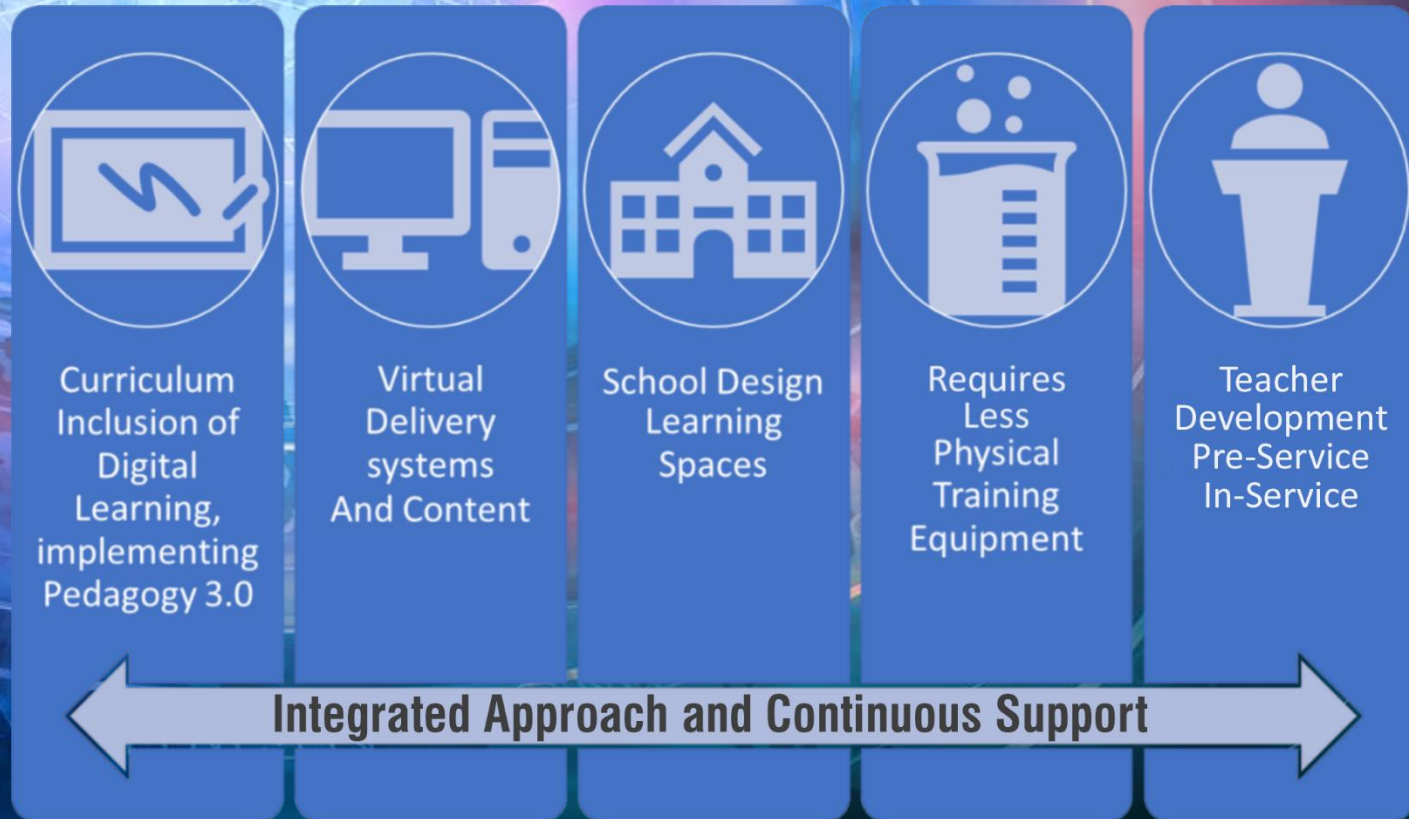 Curriculum
Inclusion of
Digital
Learning,
implementing
Pedagogy 3.0
Virtual
Delivery
systems
And Content
School Design
Learning
Spaces
Requires
Less
Physical
Training
Equipment
Teacher
Development
Pre-Service
In-Service
Integrated Approach and Continuous Support